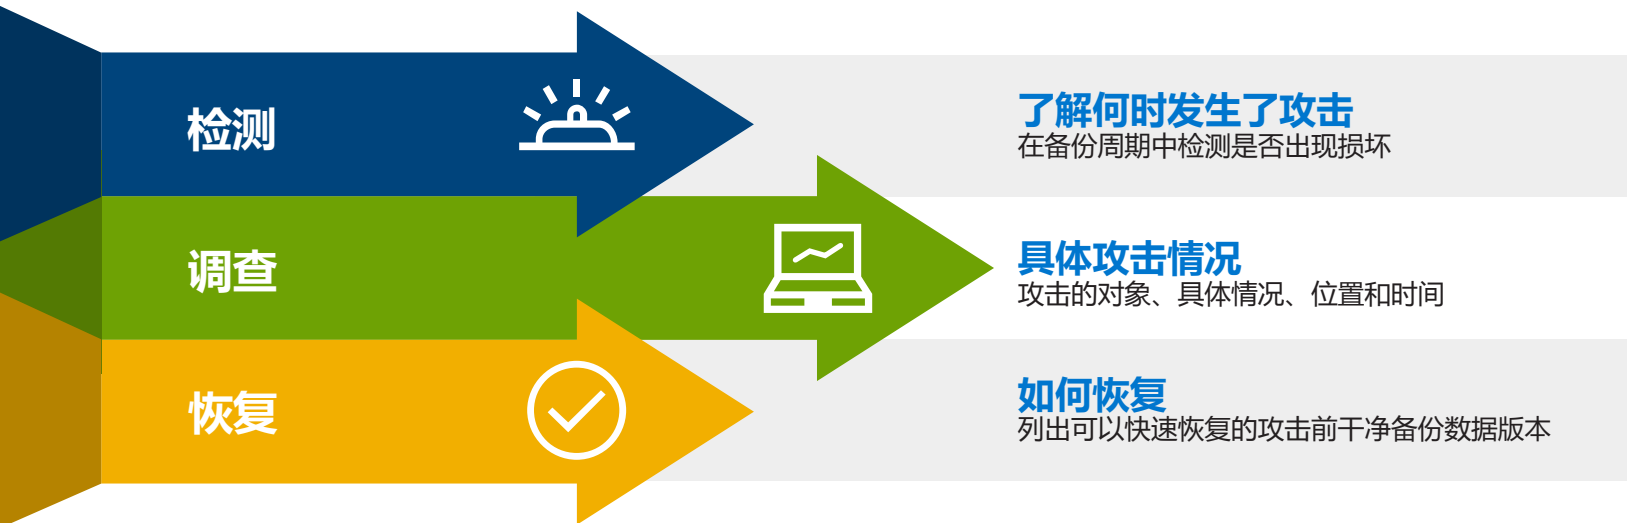 检测
了解何时发生了攻击
在备份周期中检测是否出现损坏
调查
具体攻击情况
攻击的对象、具体情况、位置和时间
恢复
如何恢复
列出可以快速恢复的攻击前干净备份数据版本